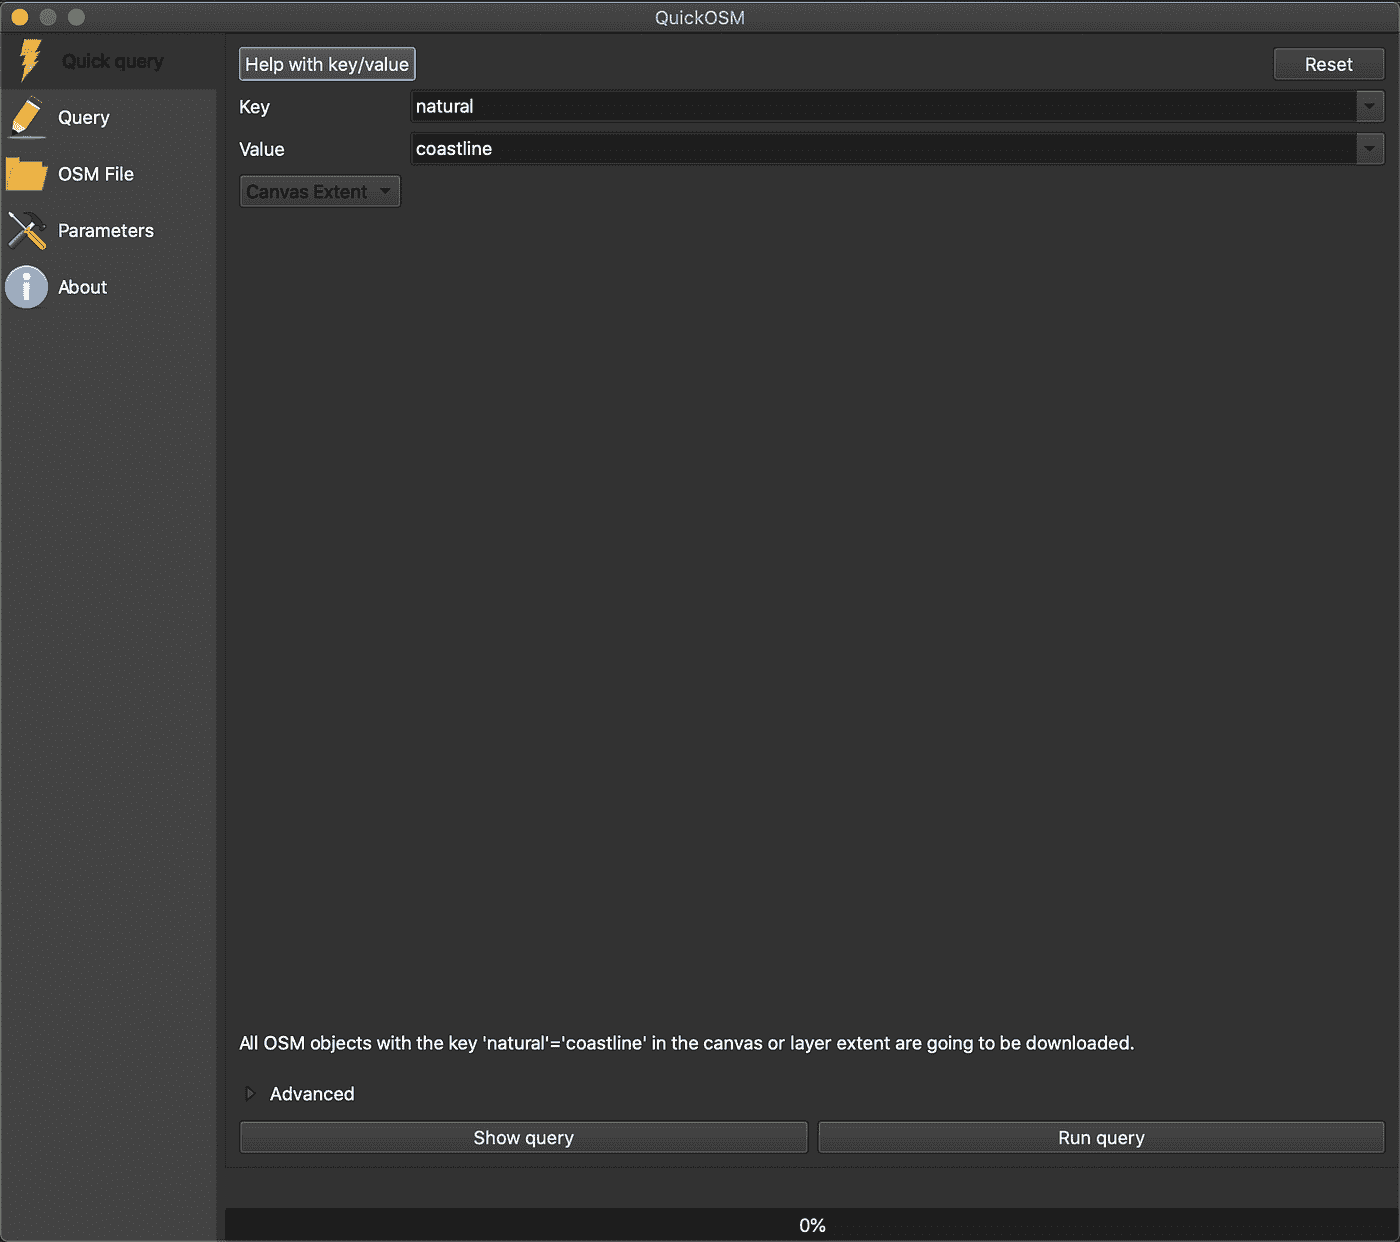 QuickOSM
Quick query
Query
OSM File
Parameters
About
Help with key/value
Reset
Key
natural
Value
coastline
Canvas Extent
All OSM objects with the key 'natural'='coastline' in the canvas or layer extent are going to be downloaded.
Advanced
Show query
Run query
0%